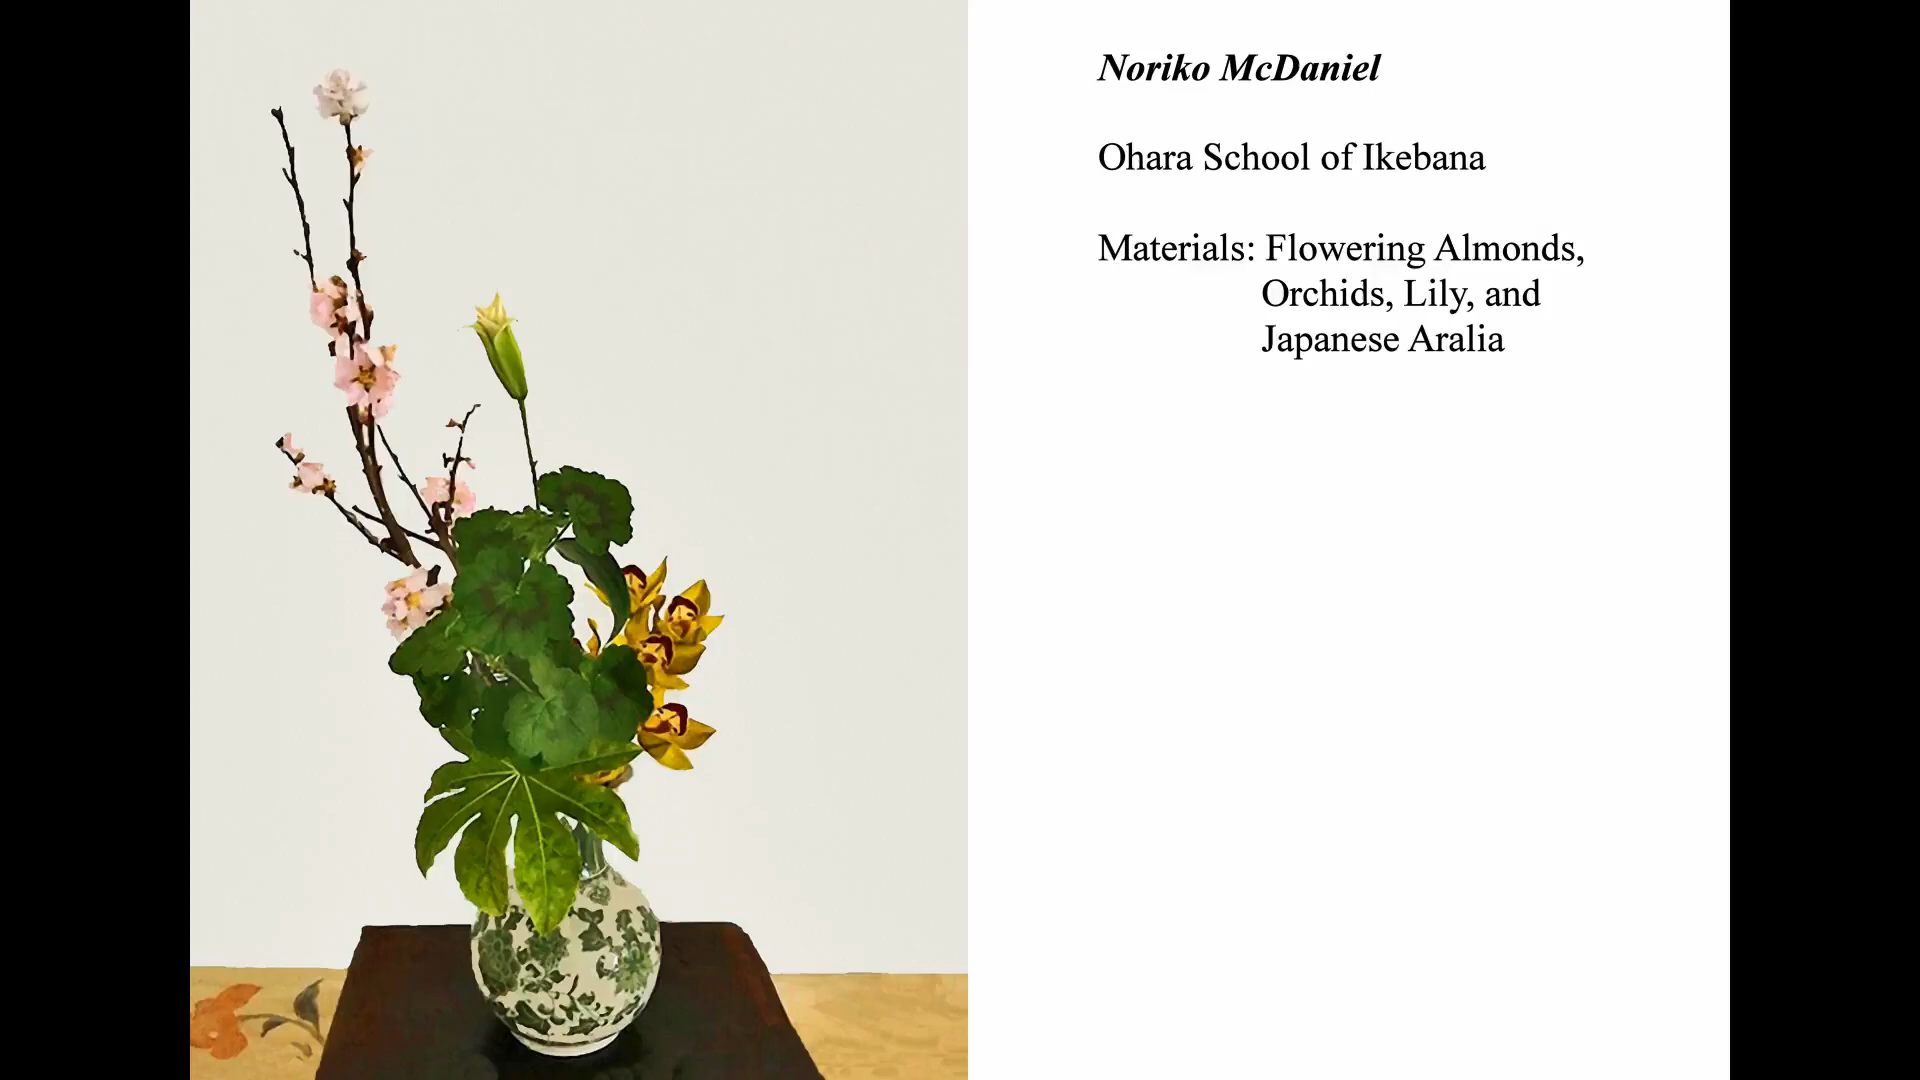 Noriko McDaniel
Ohara School of Ikebana
Materials: Flowering Almonds,
Orchids, Lily, and
Japanese Aralia